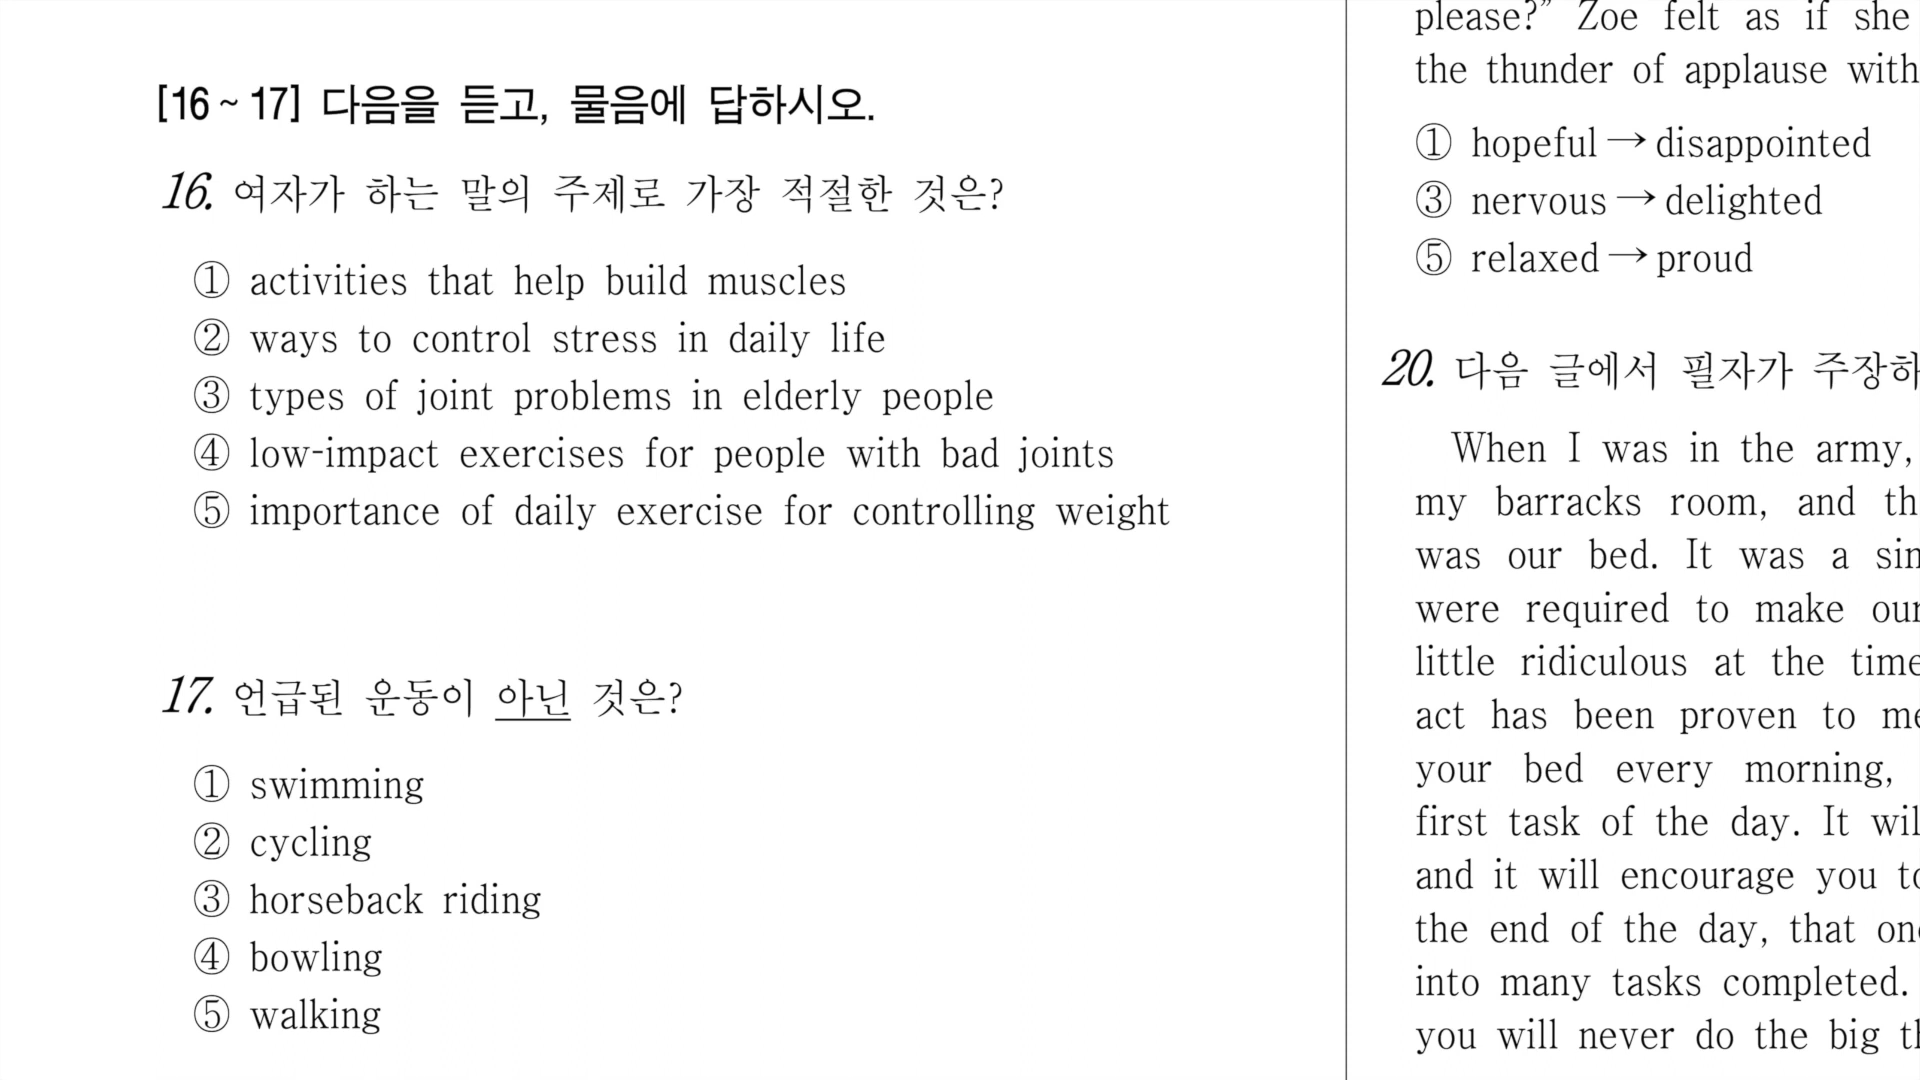 [16~17] 다음을 듣고, 물음에 답하시오.
16. 여자가 하는 말의 주제로 가장 적절한 것은?
① activities that help build muscles
② ways to control stress in daily life
③ types of joint problems in elderly people
④ low-impact exercises for people with bad joints
⑤ importance of daily exercise for controlling weight
17. 언급된 운동이 아닌 것은?
① swimming
② cycling
③ horseback riding
④ bowling
⑤ walking
please?” Zoe felt as if she
the thunder of applause with
① hopeful → disappointed
③ nervous → delighted
⑤ relaxed → proud
20. 다음 글에서 필자가 주장하
When I was in the army,
my barracks room, and
was our bed. It was a
were required to make
little ridiculous at the
act has been proven to
your bed every morning,
first task of the day. It
and it will encourage you
the end of the day, that
into many tasks completed.
you will never do the big